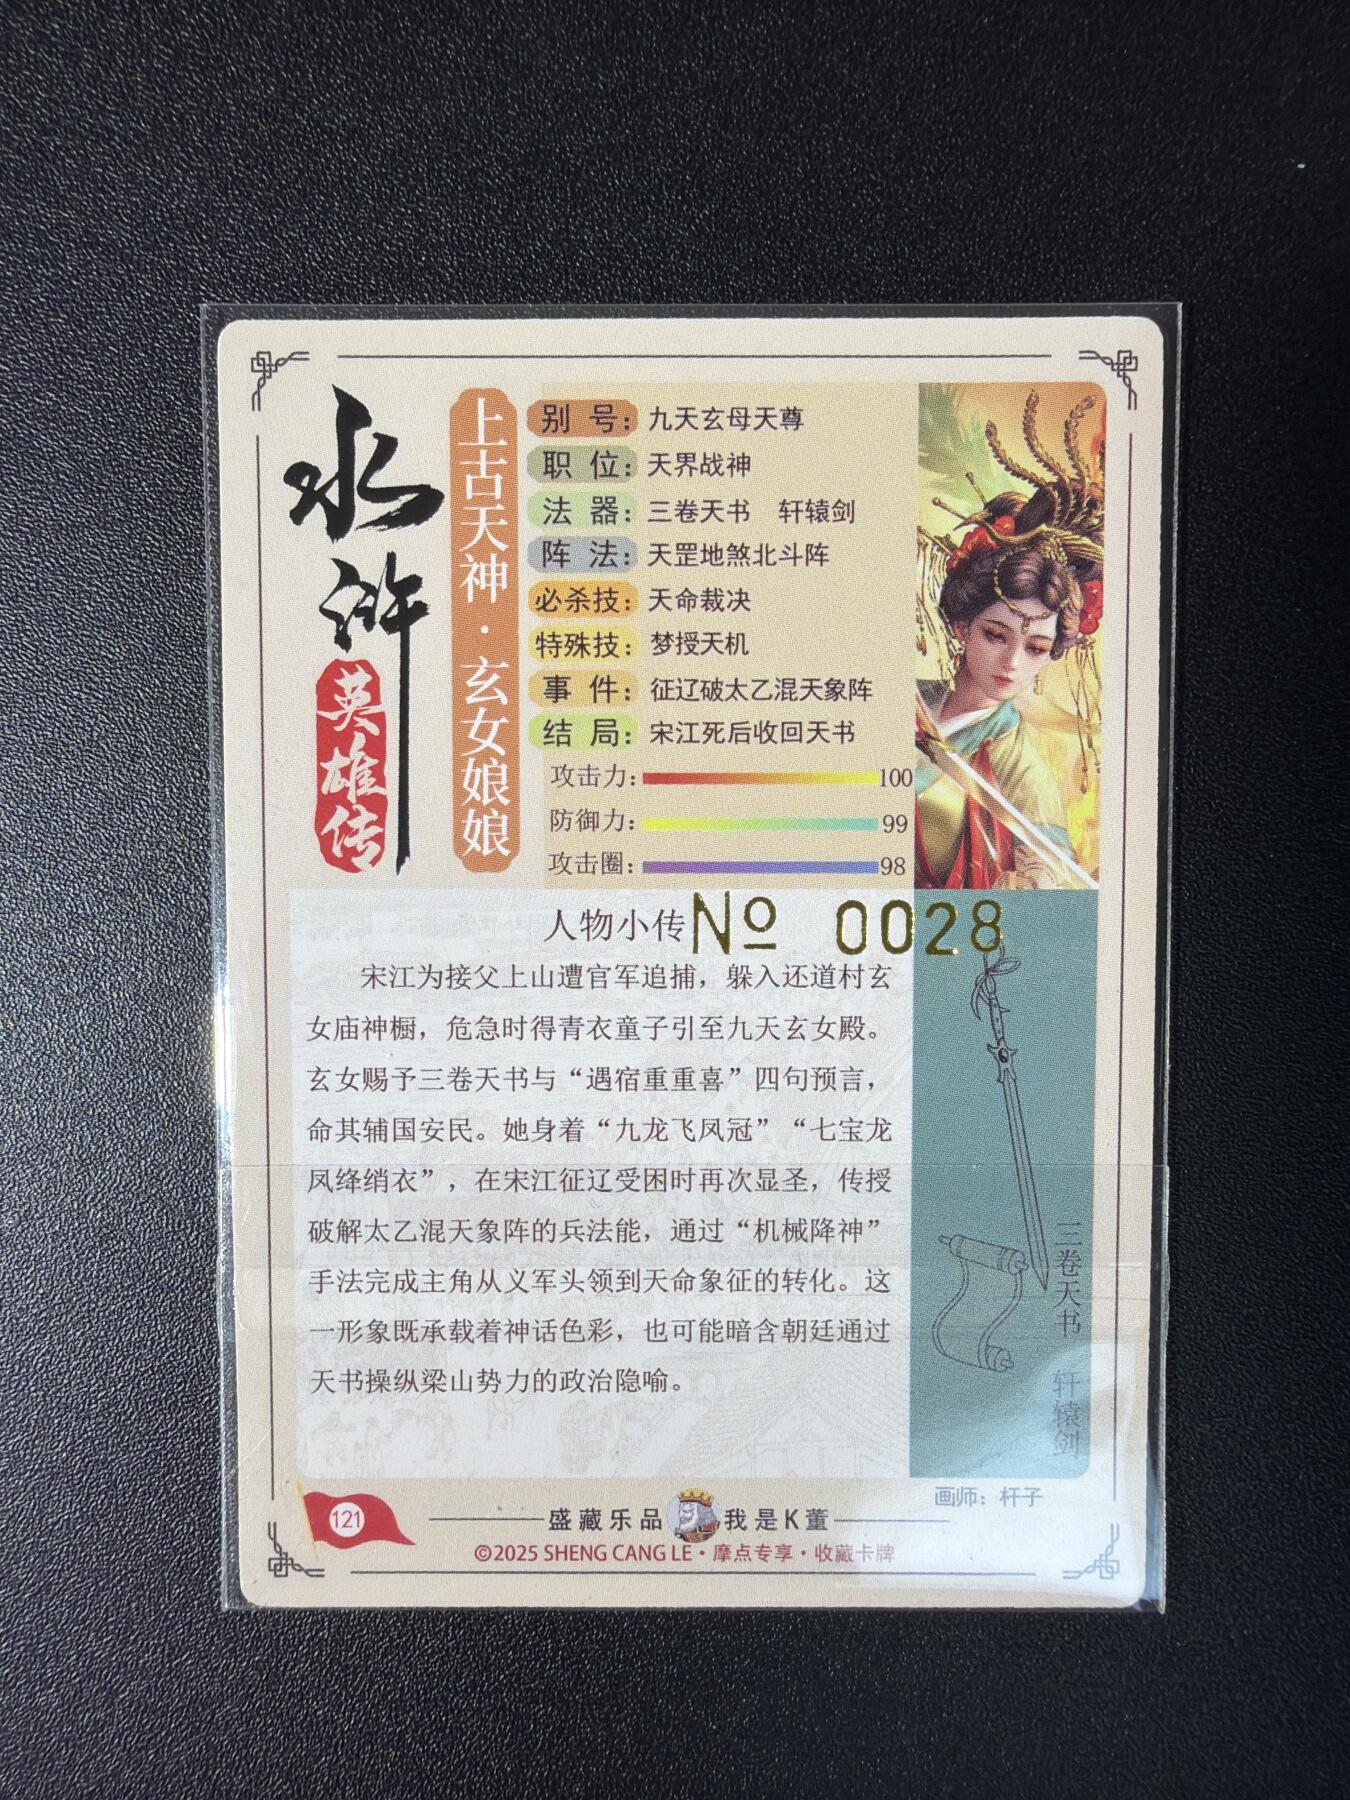 水浒
英雄传
上古天神·玄女娘娘
别号：九天玄母天尊
职位：天界战神
法器：三卷天书 轩辕剑
阵法：天罡地煞北斗阵
必杀技：天命裁决
特殊技：梦授天机
事件：征辽破太乙混天象阵
结局：宋江死后收回天书
攻击力：100
防御力：99
攻击圈：98
人物小传
№ 0028
宋江为接父上山遭官军追捕，躲入还道村玄
女庙神橱，危急时得青衣童子引至九天玄女殿。
玄女赐予三卷天书与“遇宿重重喜”四句预言，
命其辅国安民。她身着“九龙飞凤冠”“七宝龙
凤绛绡衣”，在宋江征辽受困时再次显圣，传授
破解太乙混天象阵的兵法能，通过“机械降神”
手法完成主角从义军头领到天命象征的转化。这
一形象既承载着神话色彩，也可能暗含朝廷通过
天书操纵梁山势力的政治隐喻。
三卷天书 轩辕剑
画师：杆子
121
盛藏乐品 我是K董
©2025 SHENG CANG LE·摩点专享·收藏卡牌